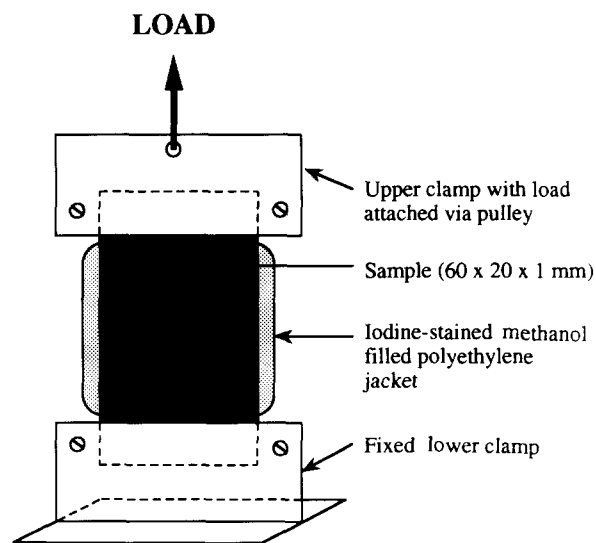 LOAD
Upper clamp with load
attached via pulley
Sample (60 x 20 x 1 mm)
Iodine-stained methanol
filled polyethylene
jacket
Fixed lower clamp